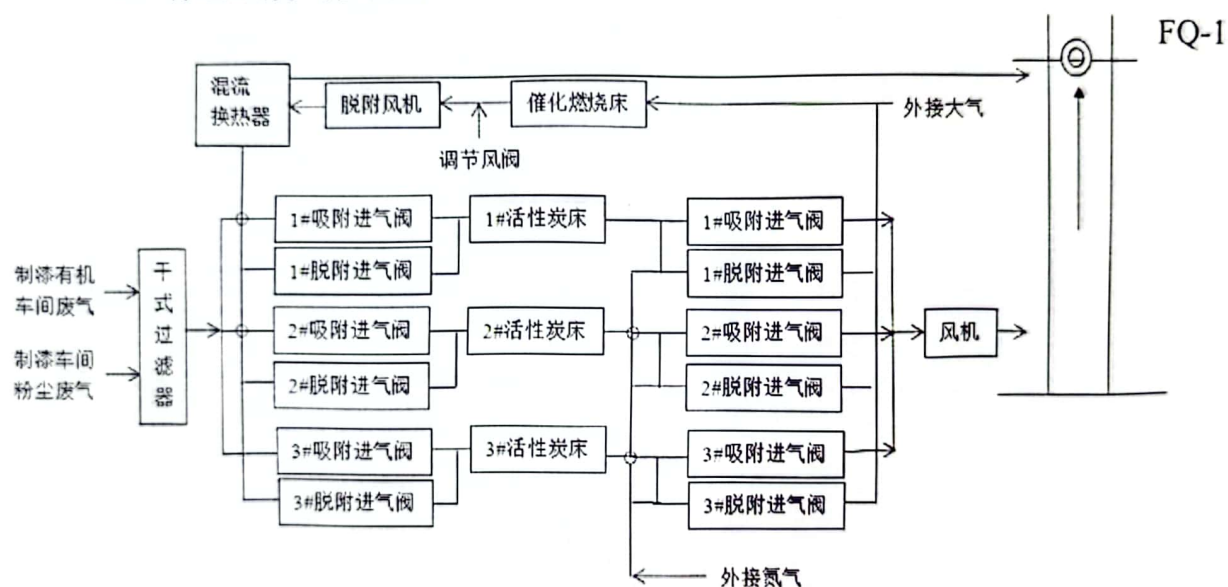 FQ-1
混流
换热器
脱附风机
催化燃烧床
外接大气
调节风阀
1#吸附进气阀
1#活性炭床
1#吸附进气阀
1#脱附进气阀
1#脱附进气阀
制漆有机
车间废气
干式过滤器
2#吸附进气阀
2#活性炭床
2#吸附进气阀
风机
制漆车间
粉尘废气
2#脱附进气阀
2#脱附进气阀
3#吸附进气阀
3#活性炭床
3#吸附进气阀
3#脱附进气阀
3#脱附进气阀
外接氮气